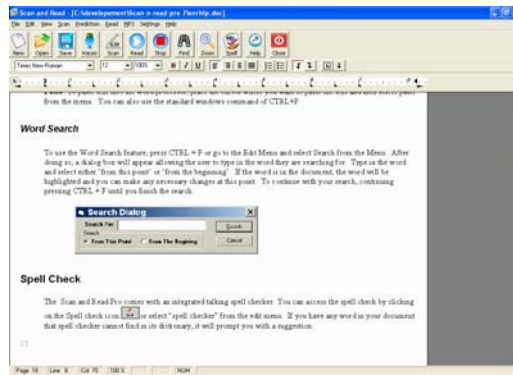 Scan and Read - [C:\developement\Scan n-read-pro 7\snrhlp.doc]
File Edit View Scan Prediction Read MP3 Settings Help
New Open Save Voices Scan Read Stop Find Zoom Spell Help Close
Times New Roman 12 100% B I U
from the menu. You can also use the standard windows command of CTRL+P
Word Search
To use the Word Search feature, press CTRL + F or go to the Edit Menu and select Search from the Menu. After
doing so, a dialog box will appear allowing the user to type in the word they are searching for. Type in the word
and select either "from this point" or "from the beginning". If the word is in the document, the word will be
highlighted and you can make any necessary changes at this point. To continue with your search, continuing
pressing CTRL + F until you finish the search.
Search Dialog
Search For:
Search
Search
From This Point From The Begining
Cancel
Spell Check
The Scan and Read Pro comes with an integrated talking spell checker. You can access the spell check by clicking
on the Spell check icon or select "spell checker" from the edit menu. If you have any word in your document
that spell checker cannot find in its dictionary, it will prompt you with a suggestion.
Page 18 Line 8 Col 70 100 % NUM